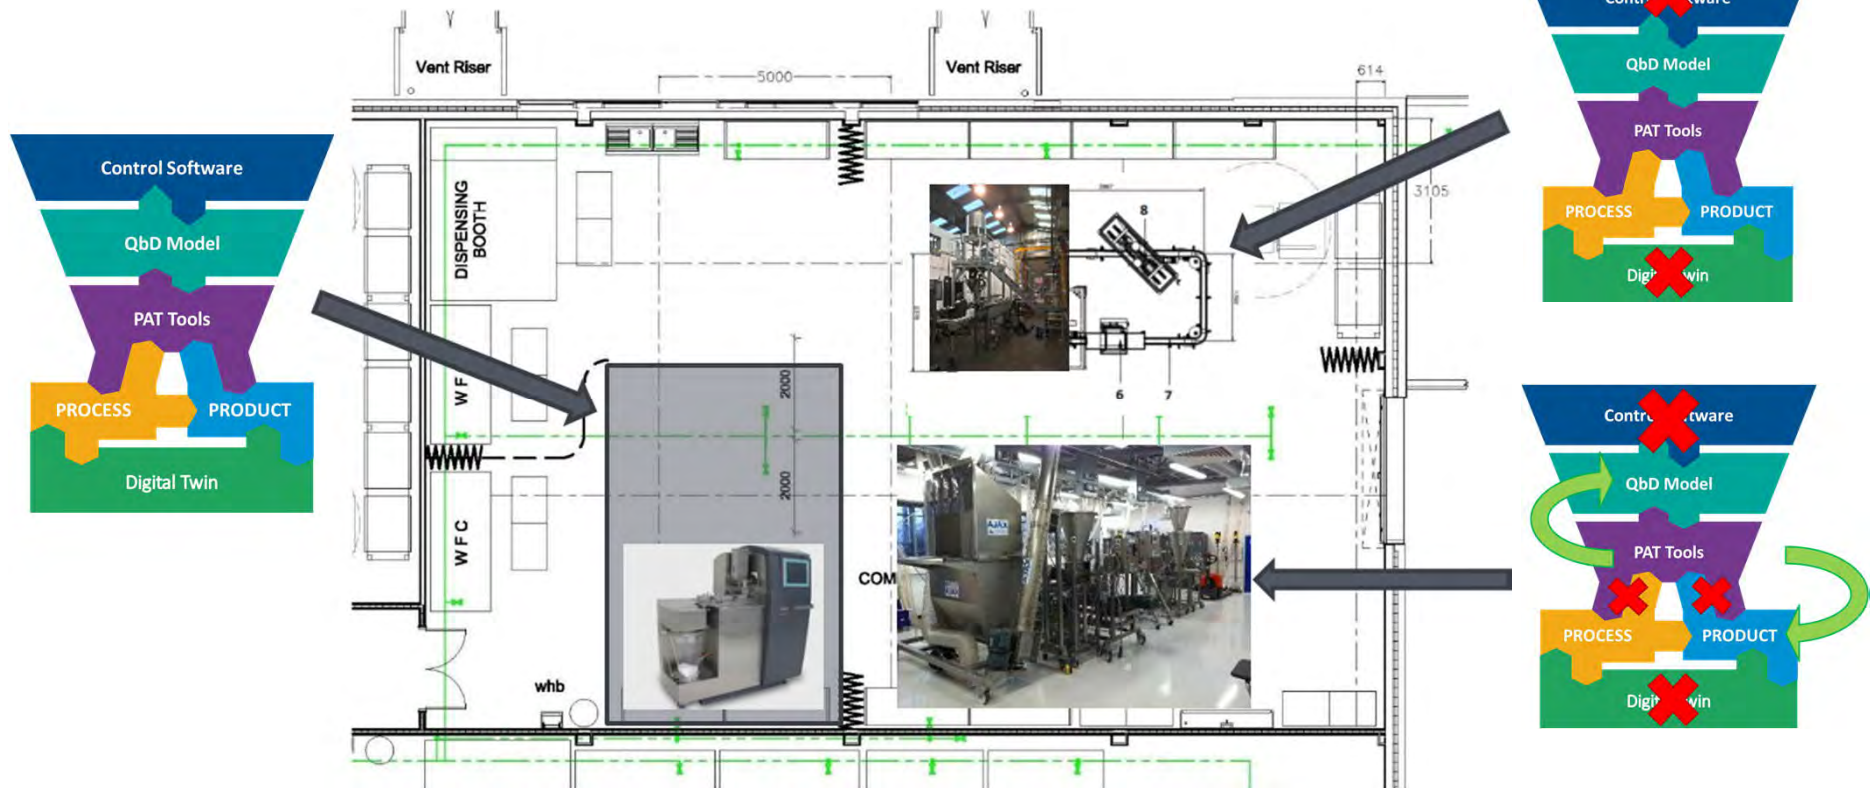 Control Software
QbD Model
PAT Tools
PROCESS
PRODUCT
Digital Twin
Vent Riser
5000
Vent Riser
614
3105
DISPENSING
BOOTH
8
6
7
W F
W F C
2000
2000
COM
AJAX
whb
QbD Model
PAT Tools
PROCESS
PRODUCT
QbD Model
PAT Tools
PROCESS
PRODUCT